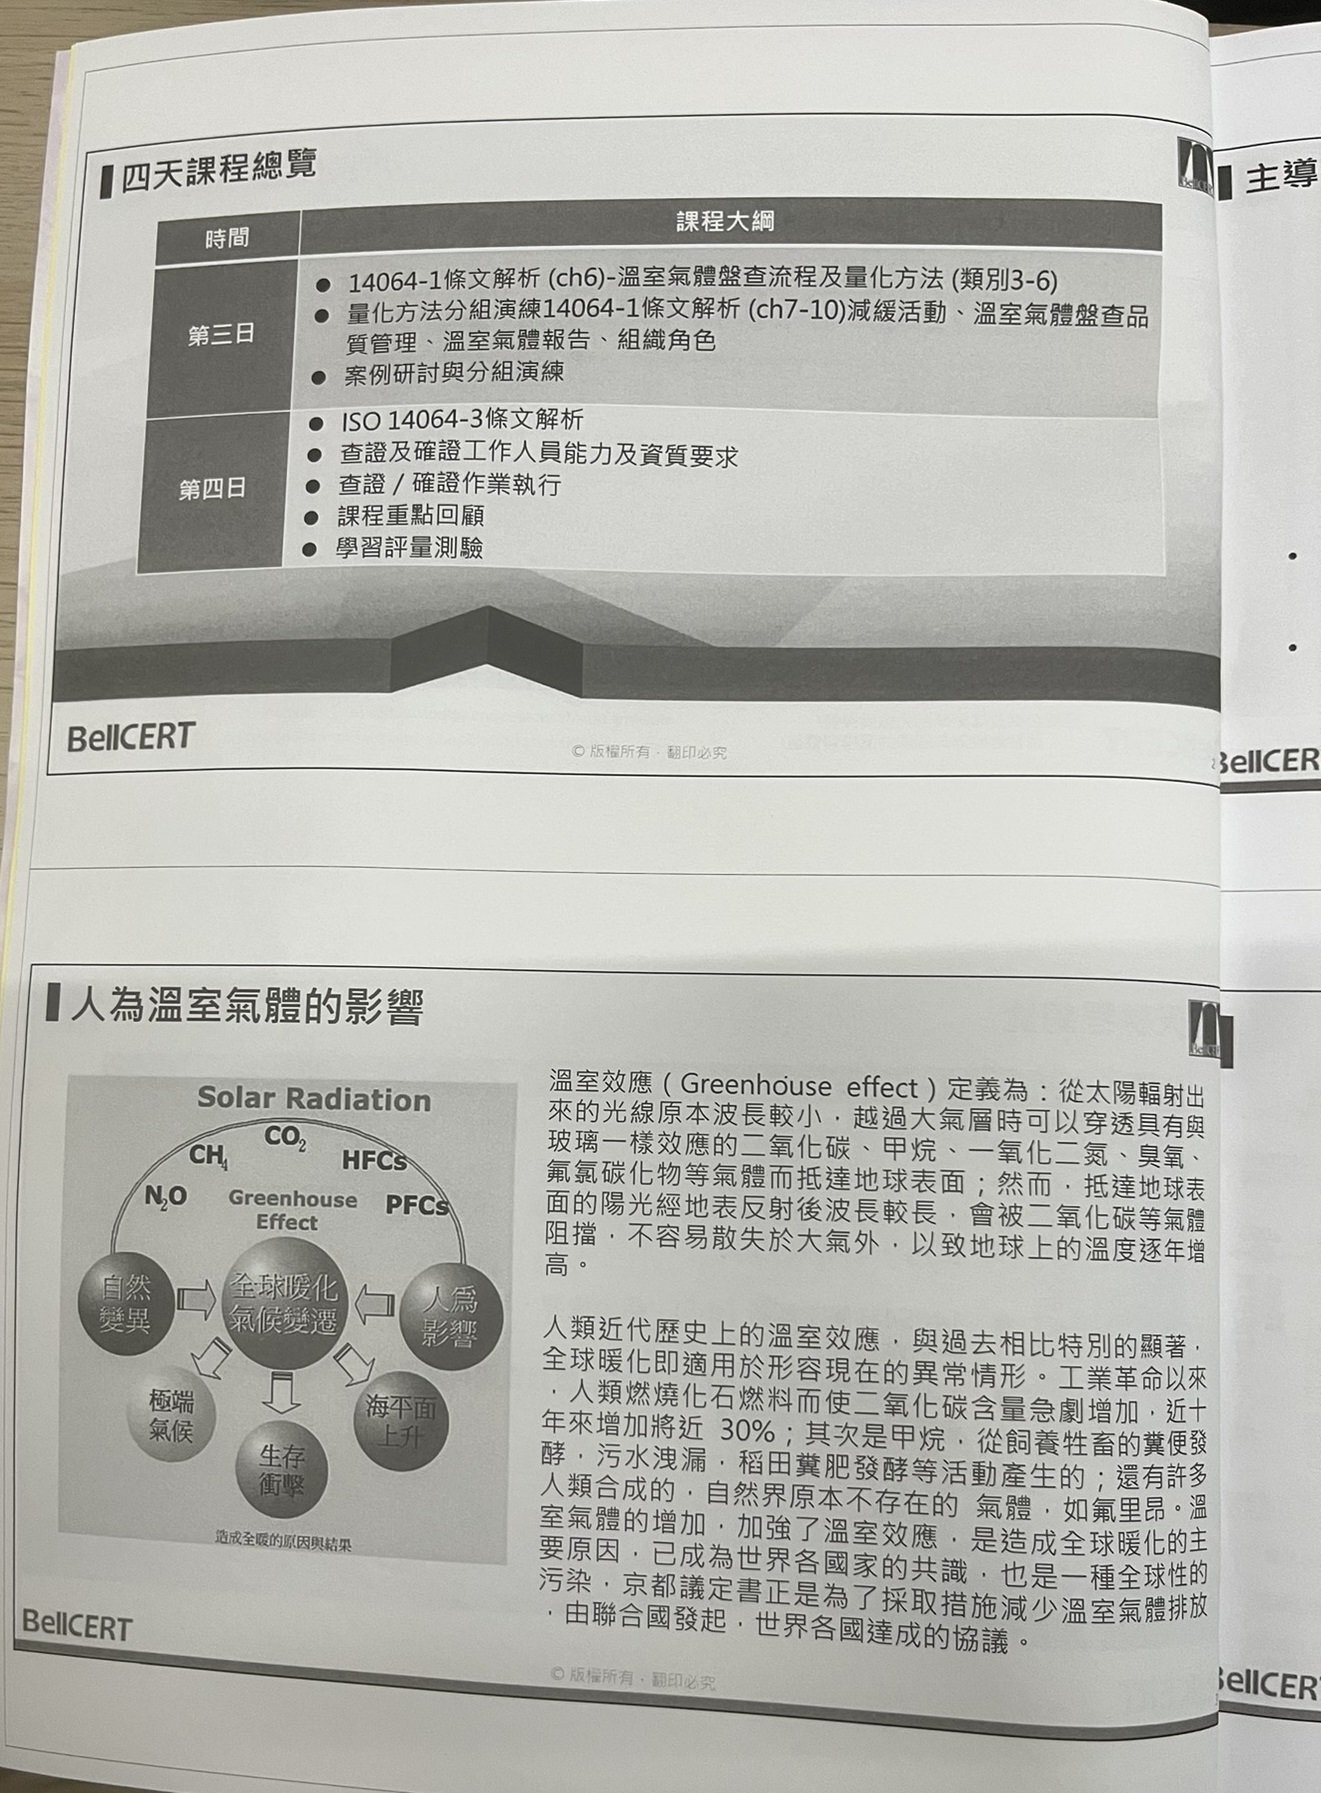 四天課程總覽
時間
課程大綱
第三日
● 14064-1條文解析 (ch6)-溫室氣體盤查流程及量化方法 (類別3-6)
● 量化方法分組演練14064-1條文解析 (ch7-10)減緩活動、溫室氣體盤查品
質管理、溫室氣體報告、組織角色
● 案例研討與分組演練
第四日
● ISO 14064-3條文解析
● 查證及確證工作人員能力及資質要求
● 查證 / 確證作業執行
● 課程重點回顧
● 學習評量測驗
BellCERT
© 版權所有，翻印必究
主導
BellCER
人為溫室氣體的影響
Solar Radiation
CO2
CH4
HFCs
N2O
Greenhouse
Effect
PFCs
自然
變異
全球暖化
氣候變遷
人為
影響
極端
氣候
生存
衝擊
海平面
上升
造成全暖的原因與結果
溫室效應（Greenhouse effect）定義為：從太陽輻射出
來的光線原本波長較小，越過大氣層時可以穿透具有與
玻璃一樣效應的二氧化碳、甲烷、一氧化二氮、臭氧、
氟氯碳化物等氣體而抵達地球表面；然而，抵達地球表
面的陽光經地表反射後波長較長，會被二氧化碳等氣體
阻擋，不容易散失於大氣外，以致地球上的溫度逐年增
高。
人類近代歷史上的溫室效應，與過去相比特別的顯著，
全球暖化即適用於形容現在的異常情形。工業革命以來
，人類燃燒化石燃料而使二氧化碳含量急劇增加，近十
年來增加將近 30%；其次是甲烷，從飼養牲畜的糞便發
酵，污水洩漏，稻田糞肥發酵等活動產生的；還有許多
人類合成的，自然界原本不存在的 氣體，如氟里昂。溫
室氣體的增加，加強了溫室效應，是造成全球暖化的主
要原因，已成為世界各國家的共識，也是一種全球性的
污染，京都議定書正是為了採取措施減少溫室氣體排放
，由聯合國發起，世界各國達成的協議。
BellCERT
© 版權所有，翻印必究
ellCER